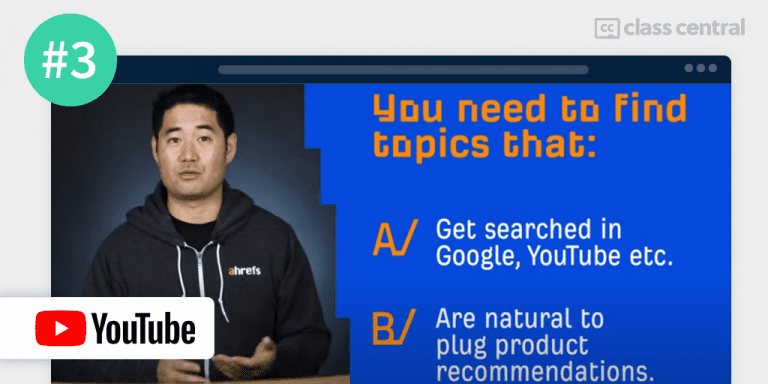 #3
cc class central
You need to find
topics that:
A/ Get searched in
Google, YouTube etc.
ahrefs
B/ Are natural to
plug product
recommendations.
YouTube